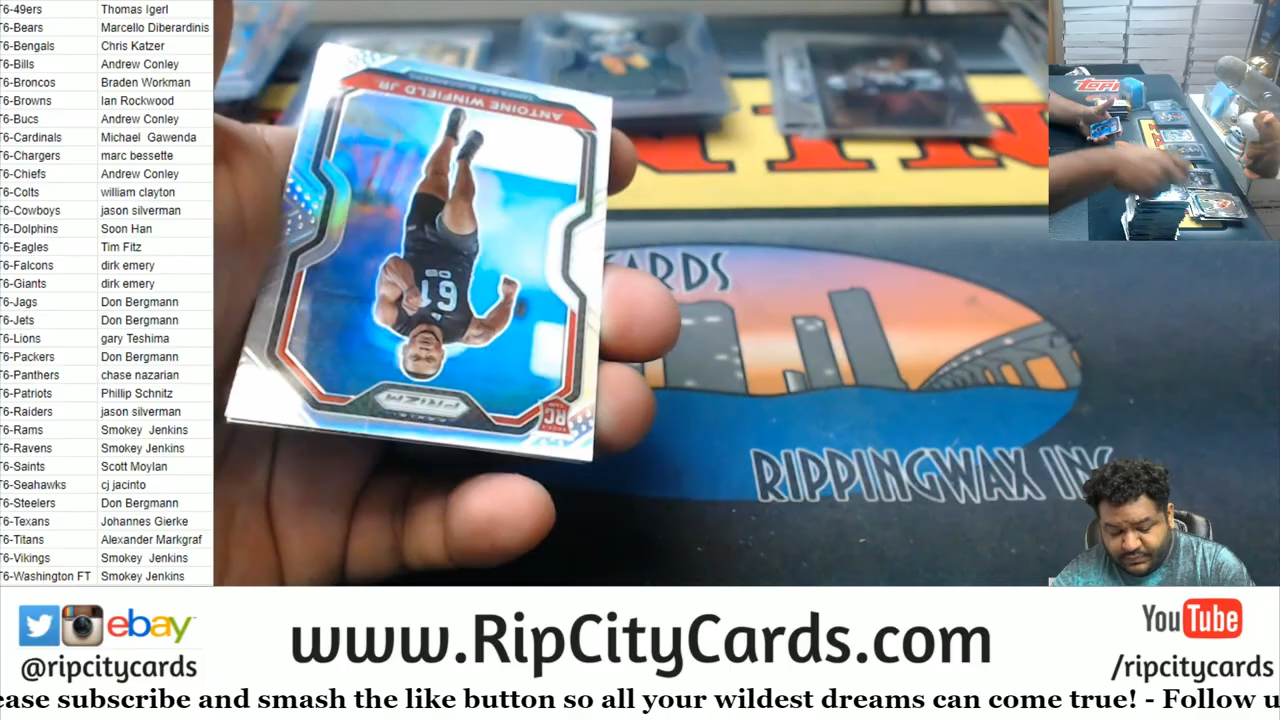 T6-49ers Thomas Igerl
T6-Bears Marcello Diberardinis
T6-Bengals Chris Katzer
T6-Bills Andrew Conley
T6-Broncos Braden Workman
T6-Browns Ian Rockwood
T6-Bucs Andrew Conley
T6-Cardinals Michael Gawenda
T6-Chargers marc bessette
T6-Chiefs Andrew Conley
T6-Colts william clayton
T6-Cowboys jason silverman
T6-Dolphins Soon Han
T6-Eagles Tim Fitz
T6-Falcons dirk emery
T6-Giants dirk emery
T6-Jags Don Bergmann
T6-Jets Don Bergmann
T6-Lions gary Teshima
T6-Packers Don Bergmann
T6-Panthers chase nazarian
T6-Patriots Phillip Schnitz
T6-Raiders jason silverman
T6-Rams Smokey Jenkins
T6-Ravens Smokey Jenkins
T6-Saints Scott Moylan
T6-Seahawks cj jacinto
T6-Steelers Don Bergmann
T6-Texans Johannes Gierke
T6-Titans Alexander Markgraf
T6-Vikings Smokey Jenkins
T6-Washington FT Smokey Jenkins
ANTOINE WINFIELD JR
DB
19
PANINI
PRIZM
RC
CARDS
RIPPINGWAX INC
ebay
@ripcitycards
www.RipCityCards.com
YouTube
/ripcitycards
ease subscribe and smash the like button so all your wildest dreams can come true! - Follow u